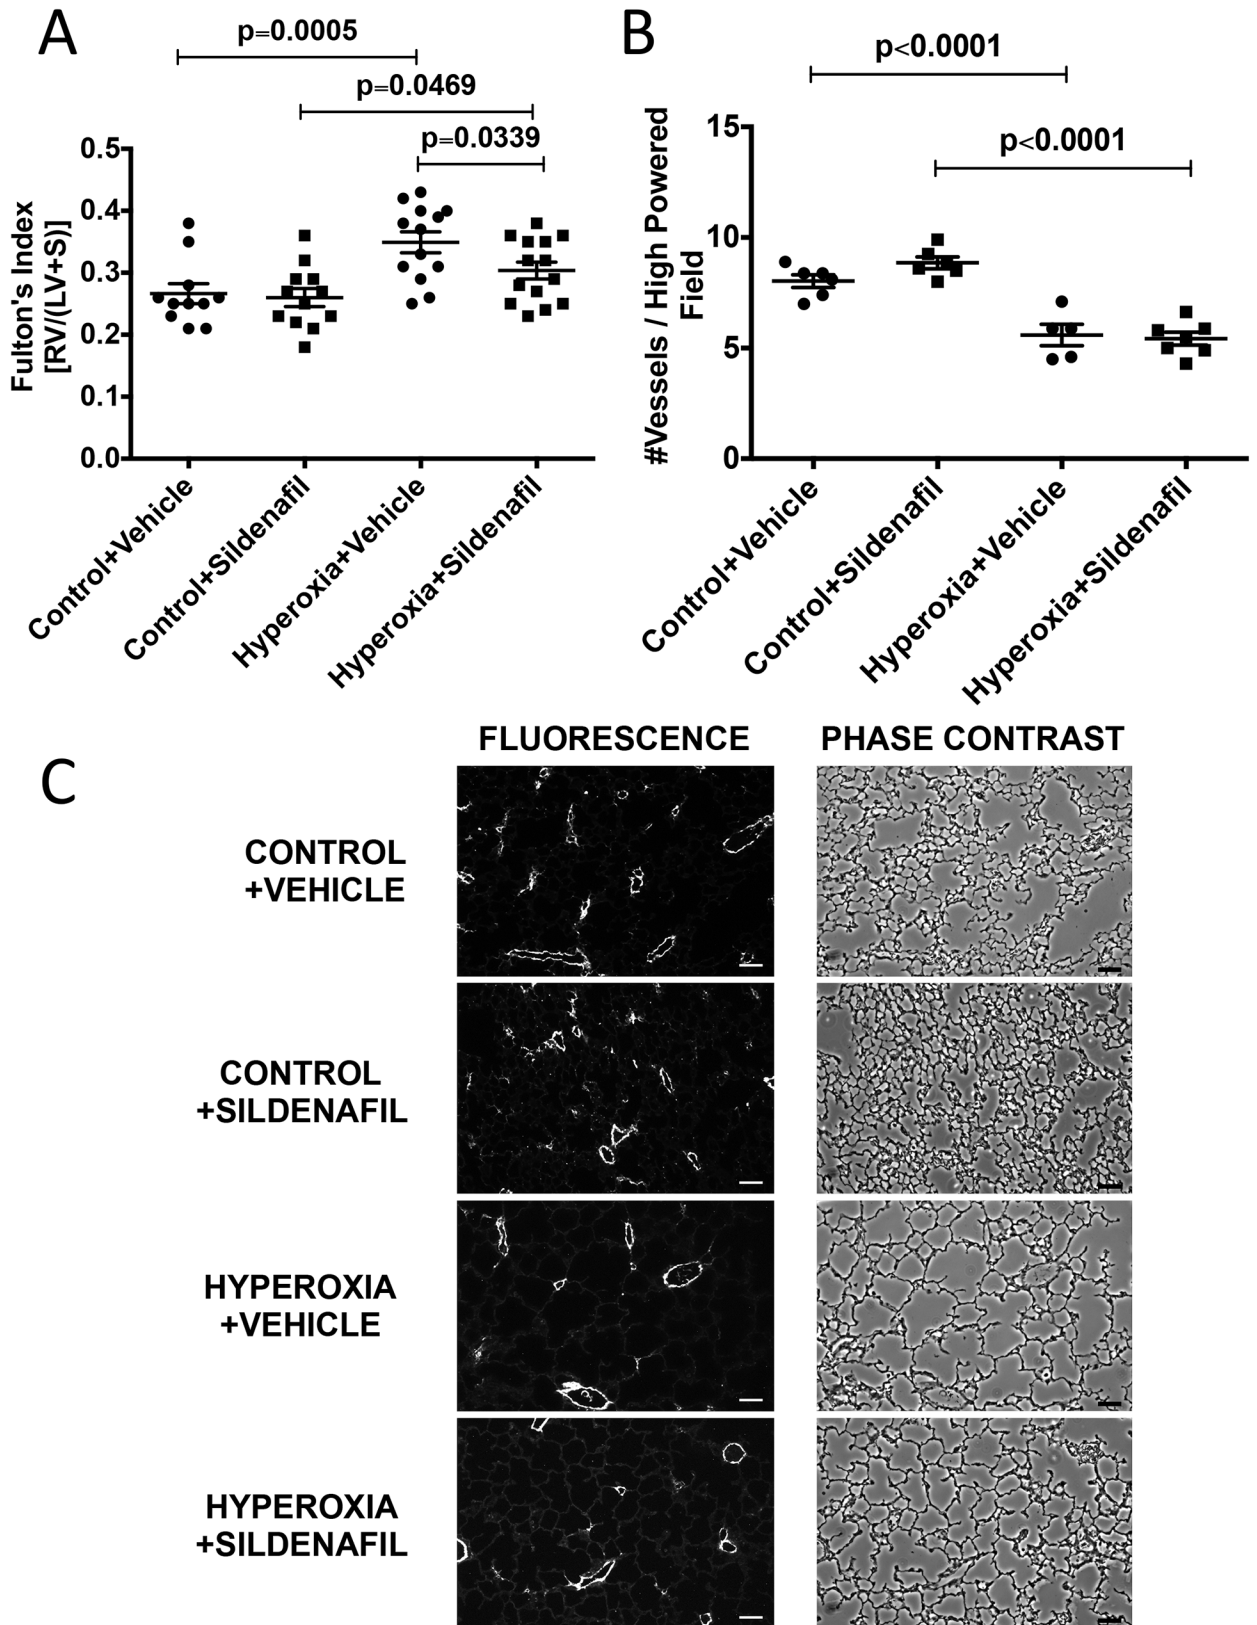 A
p=0.0005
p=0.0469
p=0.0339
Fulton's Index
[RV/(LV+S)]
0.5
0.4
0.3
0.2
0.1
0.0
Control+Vehicle
Control+Sildenafil
Hyperoxia+Vehicle
Hyperoxia+Sildenafil
B
p<0.0001
p<0.0001
#Vessels / High Powered
Field
15
10
5
0
Control+Vehicle
Control+Sildenafil
Hyperoxia+Vehicle
Hyperoxia+Sildenafil
C
FLUORESCENCE
PHASE CONTRAST
CONTROL
+VEHICLE
CONTROL
+SILDENAFIL
HYPEROXIA
+VEHICLE
HYPEROXIA
+SILDENAFIL